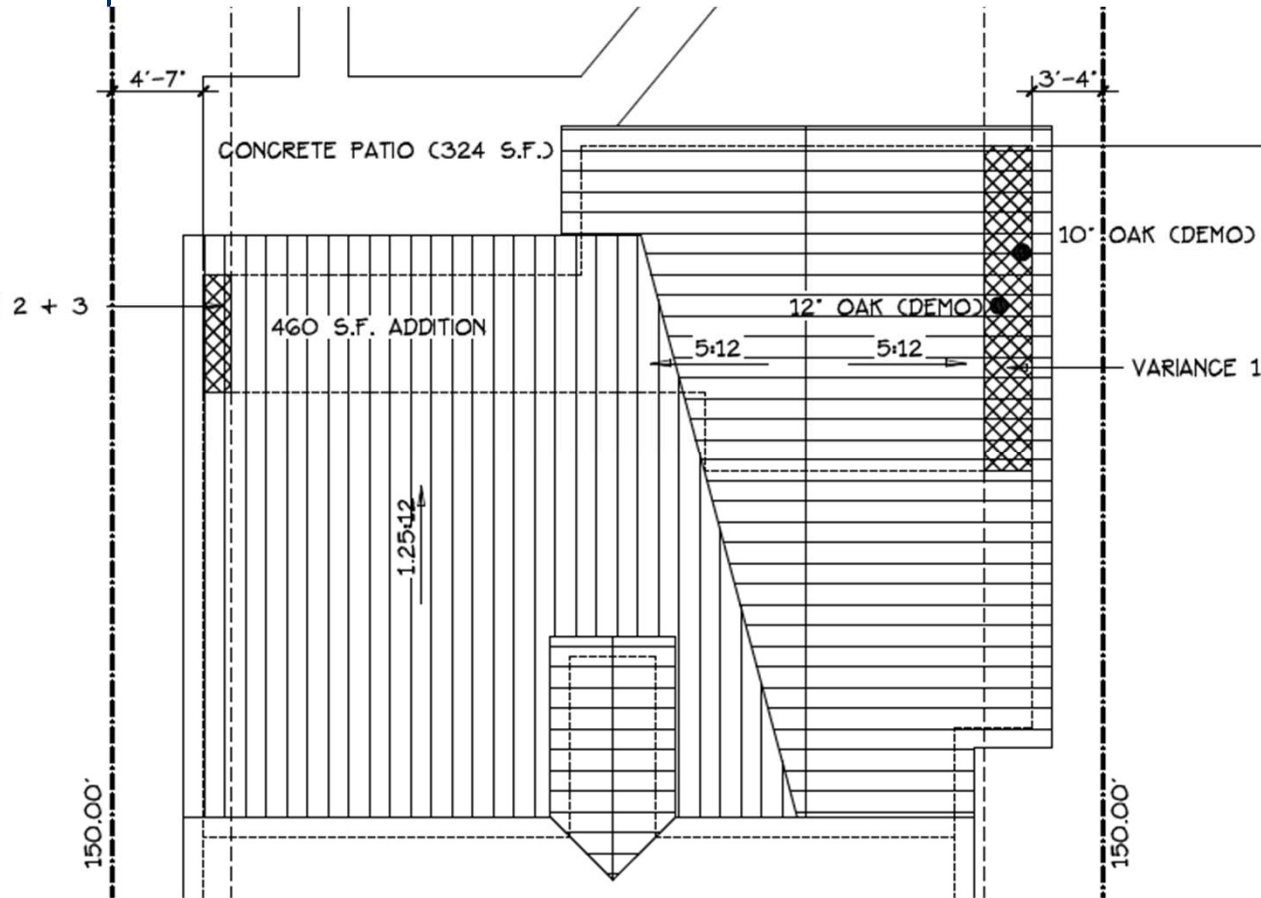 4'-7"
3'-4"
CONCRETE PATIO (324 S.F.)
10" OAK (DEMO)
2 + 3
12" OAK (DEMO)
460 S.F. ADDITION
5:12
5:12
VARIANCE 1
1.25:12
150.00'
150.00'